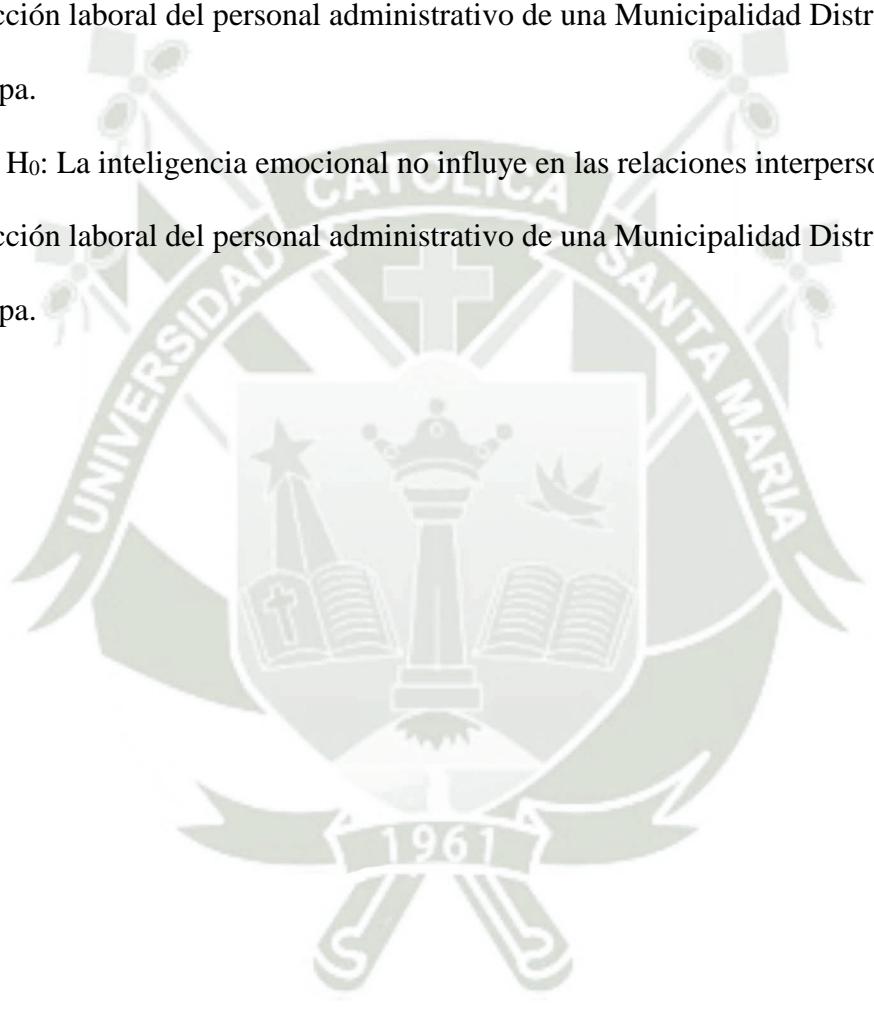 cción laboral del personal administrativo de una Municipalidad Distr
pa.
H₀: La inteligencia emocional no influye en las relaciones interperso
cción laboral del personal administrativo de una Municipalidad Distr
pa.
UNIVERSIDAD CATOLICA SANTA MARIA
1961